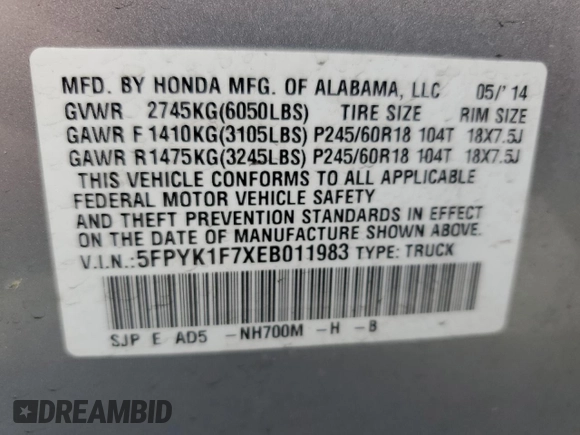 MFD. BY HONDA MFG. OF ALABAMA, LLC 05/'14
GVWR 2745KG(6050LBS) TIRE SIZE RIM SIZE
GAWR F 1410KG(3105LBS) P245/60R18 104T 18X7.5J
GAWR R 1475KG(3245LBS) P245/60R18 104T 18X7.5J
THIS VEHICLE CONFORMS TO ALL APPLICABLE
FEDERAL MOTOR VEHICLE SAFETY
AND THEFT PREVENTION STANDARDS IN EFFECT
ON THE DATE OF MANUFACTURE SHOWN ABOVE.
V.I.N.:5FPYK1F7XEB011983 TYPE: TRUCK
SJP E AD5 -NH700M -H -B
DREAMBID